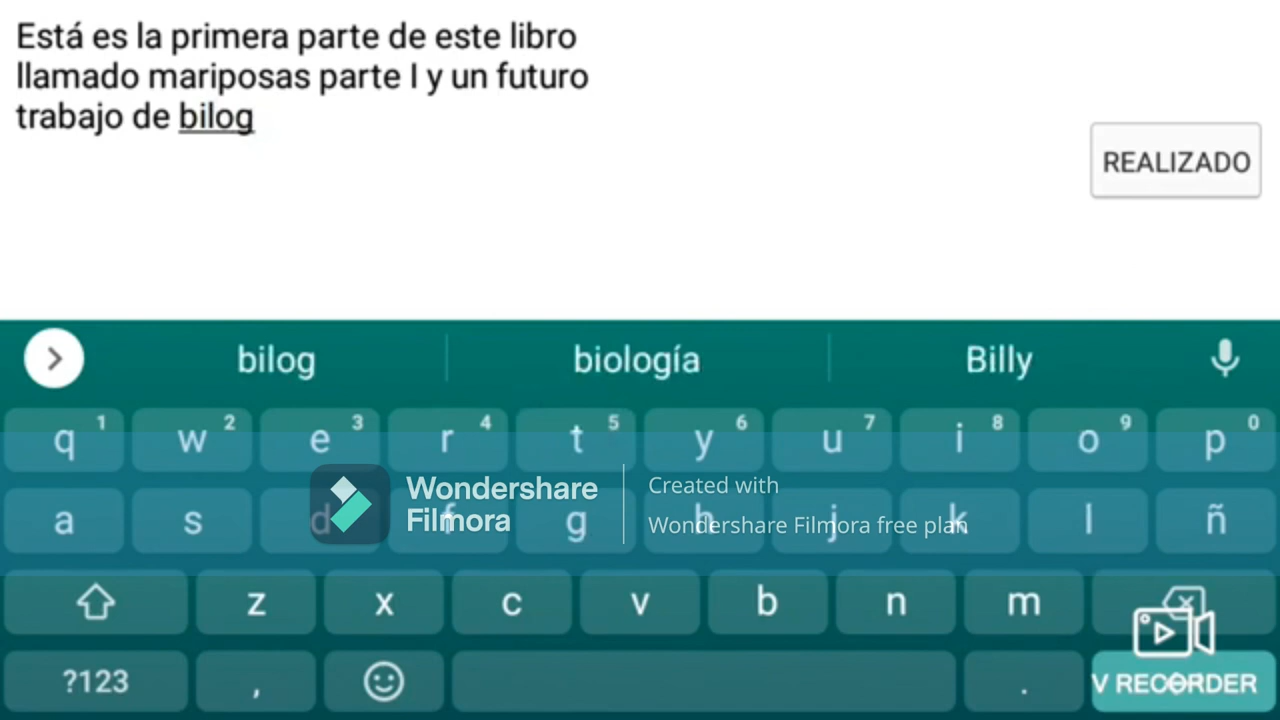 Está es la primera parte de este libro
llamado mariposas parte I y un futuro
trabajo de bilog
REALIZADO
bilog biología Billy
q 1 w 2 e 3 r 4 t 5 y 6 u 7 i 8 o 9 p 0
Wondershare
Filmora
Created with
Wondershare Filmora free plan
a s d f g h j k l ñ
z x c v b n m
?123 , .
V RECORDER